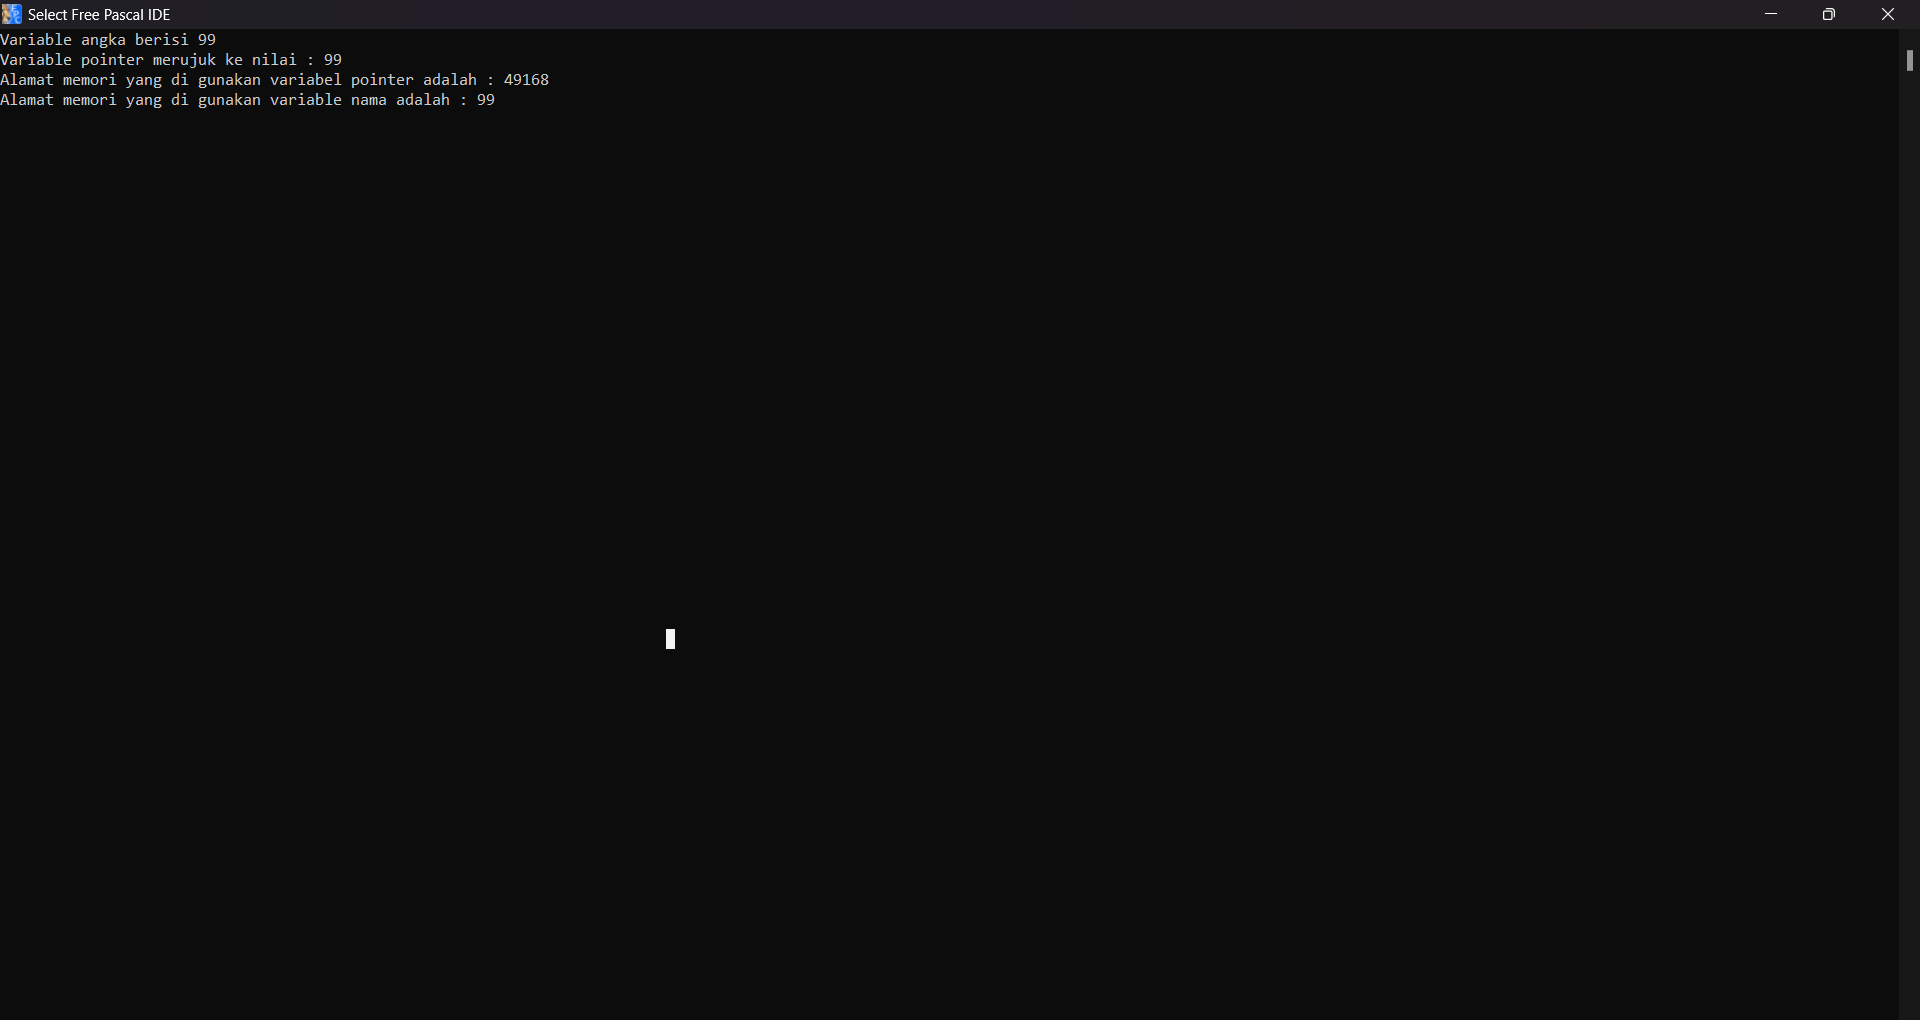 Select Free Pascal IDE
Variable angka berisi 99
Variable pointer merujuk ke nilai : 99
Alamat memori yang di gunakan variabel pointer adalah : 49168
Alamat memori yang di gunakan variable nama adalah : 99